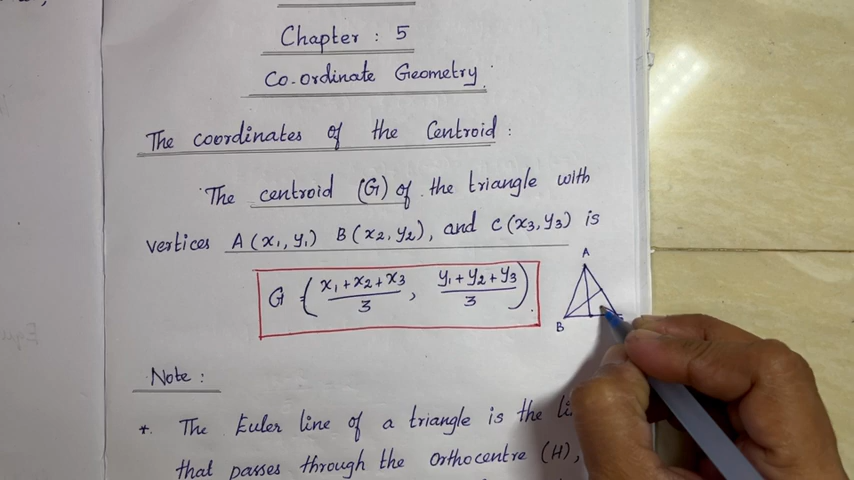 Chapter : 5
Co-ordinate Geometry.
The coordinates of the Centroid :
The centroid (G) of the triangle with
vertices A(x₁, y₁) B(x₂, y₂), and C(x₃, y₃) is
G = (x₁+x₂+x₃/3, y₁+y₂+y₃/3).
A
B
Note :
*. The Euler line of a triangle is the
that passes through the Orthocentre (H),